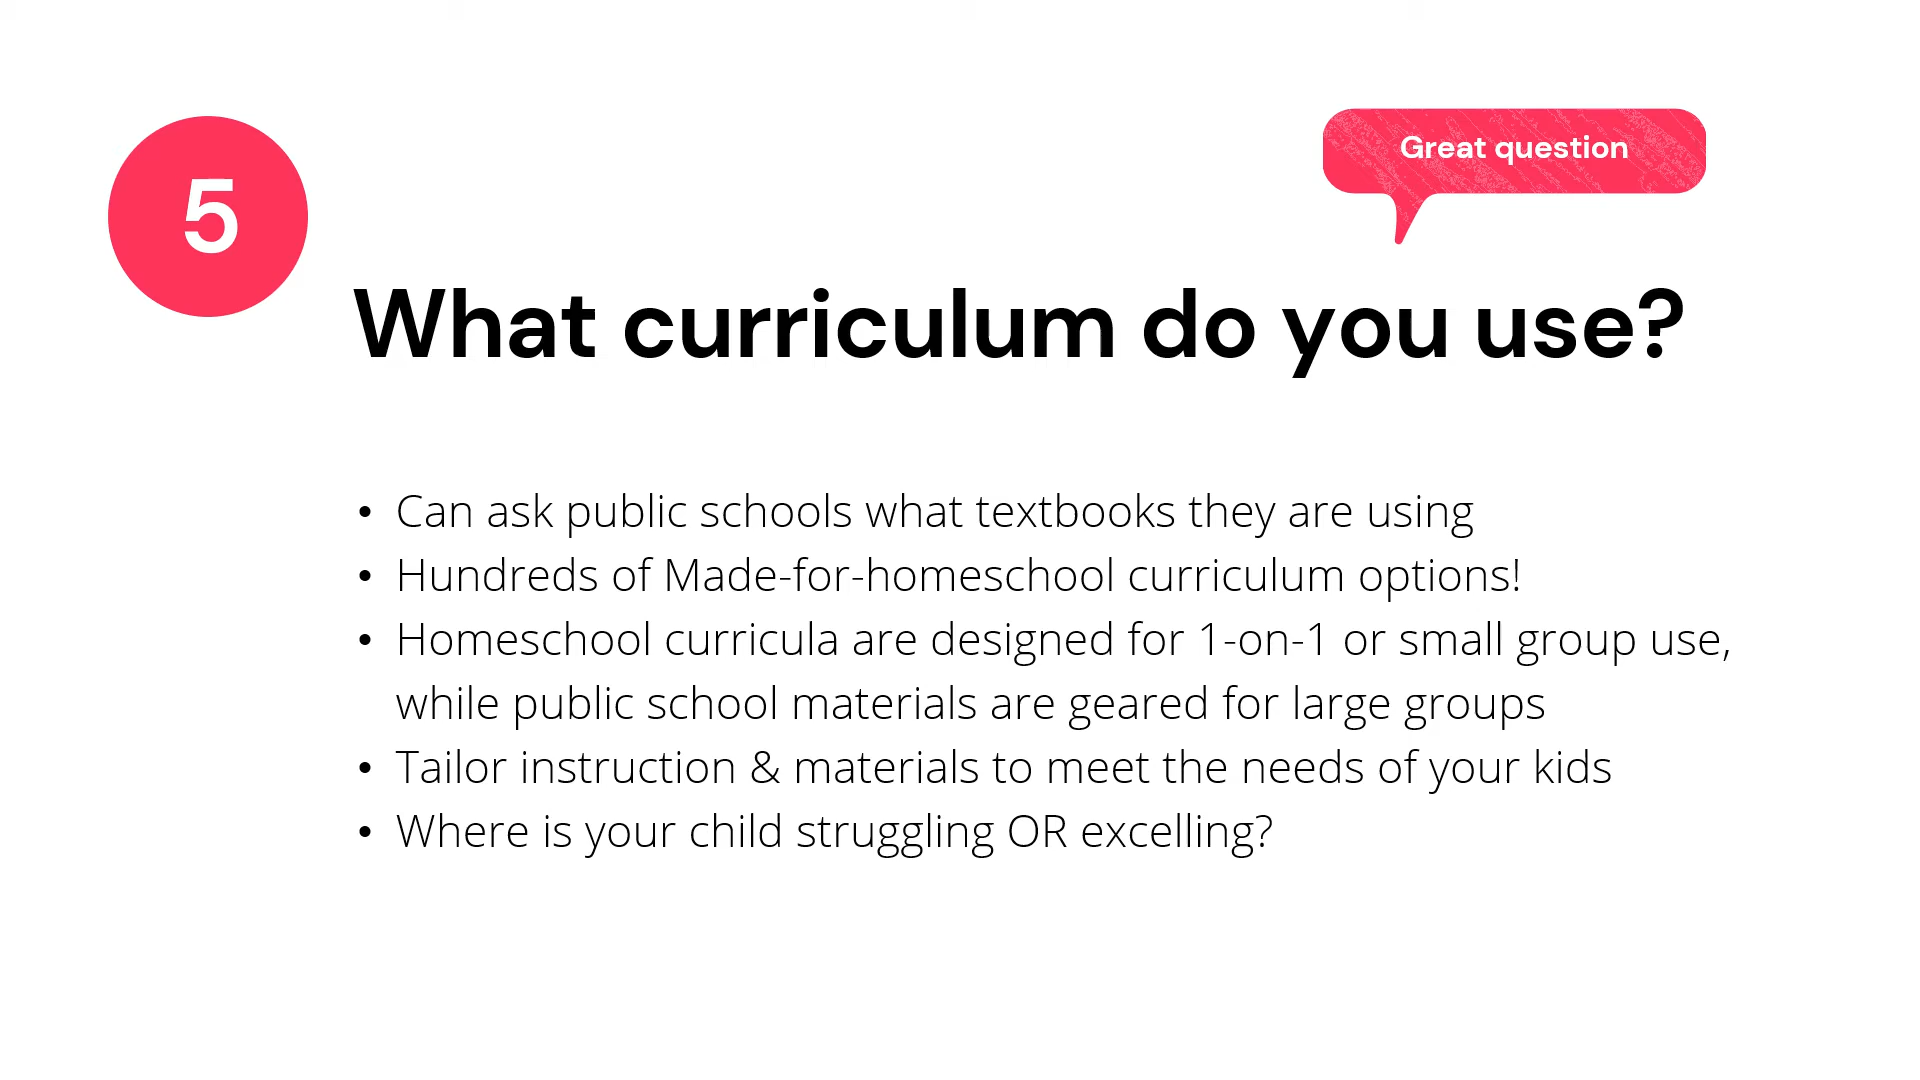 5
Great question
What curriculum do you use?
• Can ask public schools what textbooks they are using
• Hundreds of Made-for-homeschool curriculum options!
• Homeschool curricula are designed for 1-on-1 or small group use,
while public school materials are geared for large groups
• Tailor instruction & materials to meet the needs of your kids
• Where is your child struggling OR excelling?